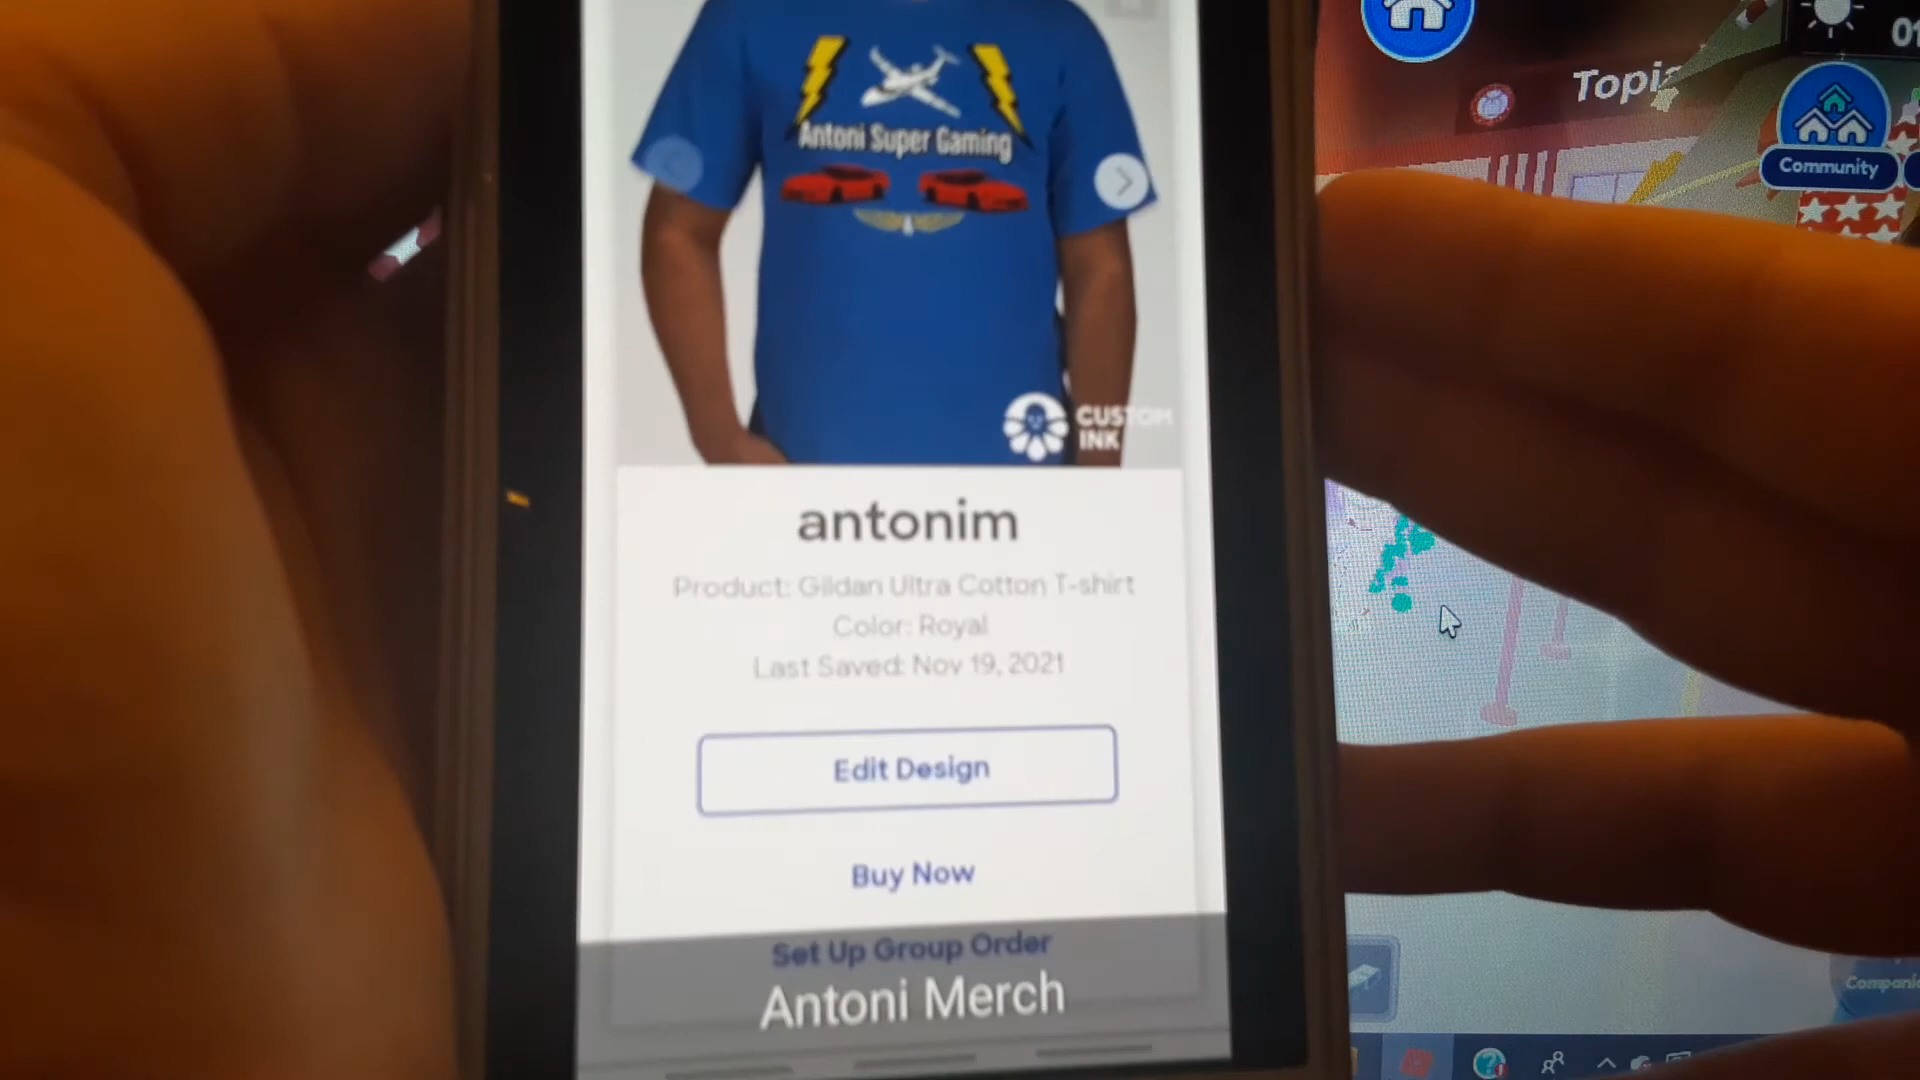 Antoni Super Gaming
CUSTOM
INK
antonim
Product: Gildan Ultra Cotton T-shirt
Color: Royal
Last Saved: Nov 19, 2021
Edit Design
Buy Now
Set Up Group Order
Antoni Merch
01
Community